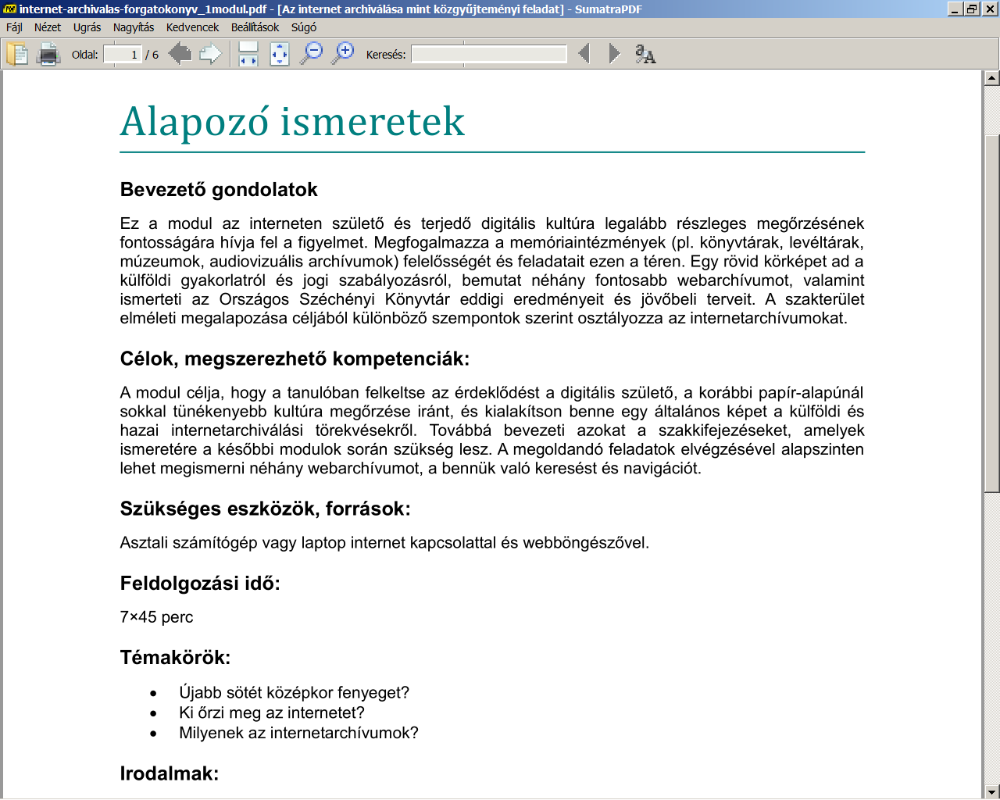 internet-archivalas-forgatokonyv_1modul.pdf - [Az internet archiválása mint közgyűjteményi feladat] - SumatraPDF
Fájl Nézet Ugrás Nagyítás Kedvencek Beállítások Súgó
Oldal: 1 / 6 Keresés:
Alapozó ismeretek
Bevezető gondolatok
Ez a modul az interneten születő és terjedő digitális kultúra legalább részleges megőrzésének
fontosságára hívja fel a figyelmet. Megfogalmazza a memóriaintézmények (pl. könyvtárak, levéltárak,
múzeumok, audiovizuális archívumok) felelősségét és feladatait ezen a téren. Egy rövid körképet ad a
külföldi gyakorlatról és jogi szabályozásról, bemutat néhány fontosabb webarchívumot, valamint
ismerteti az Országos Széchényi Könyvtár eddigi eredményeit és jövőbeli terveit. A szakterület
elméleti megalapozása céljából különböző szempontok szerint osztályozza az internetarchívumokat.
Célok, megszerezhető kompetenciák:
A modul célja, hogy a tanulóban felkeltse az érdeklődést a digitális születő, a korábbi papír-alapúnál
sokkal tünékenyebb kultúra megőrzése iránt, és kialakítson benne egy általános képet a külföldi és
hazai internetarchiválási törekvésekről. Továbbá bevezeti azokat a szakkifejezéseket, amelyek
ismeretére a későbbi modulok során szükség lesz. A megoldandó feladatok elvégzésével alapszinten
lehet megismerni néhány webarchívumot, a bennük való keresést és navigációt.
Szükséges eszközök, források:
Asztali számítógép vagy laptop internet kapcsolattal és webböngészővel.
Feldolgozási idő:
7×45 perc
Témakörök:
• Újabb sötét középkor fenyeget?
• Ki őrzi meg az internetet?
• Milyenek az internetarchívumok?
Irodalmak: